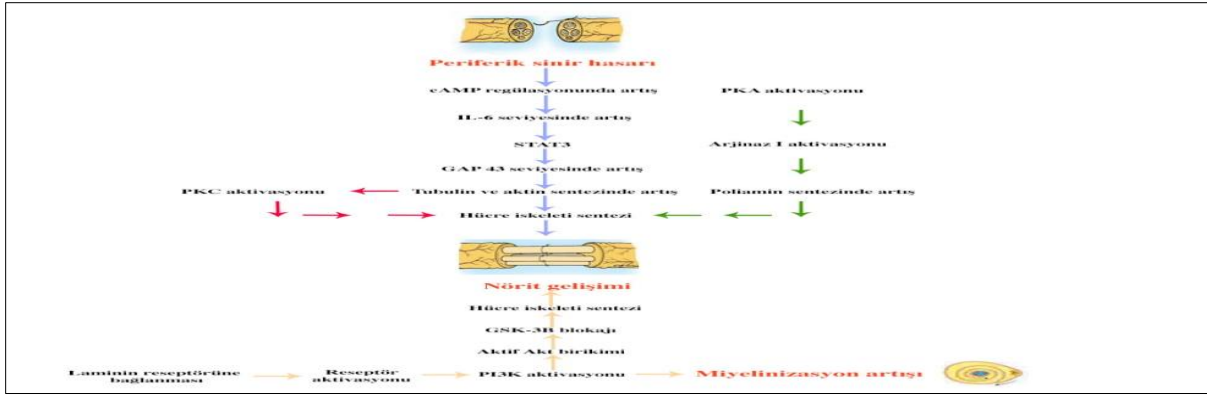 Periferik sinir hasarı
cAMP regülasyonunda artış PKA aktivasyonu
IL-6 seviyesinde artış
STAT3 Arjinaz I aktivasyonu
GAP 43 seviyesinde artış
PKC aktivasyonu Tubulin ve aktin sentezinde artış Poliamin sentezinde artış
Hücre iskeleti sentezi
Nörit gelişimi
Hücre iskeleti sentezi
GSK-3B blokajı
Aktif Akt birikimi
Laminin reseptörüne
bağlanması
Reseptör
aktivasyonu
PI3K aktivasyonu
Miyelinizasyon artışı